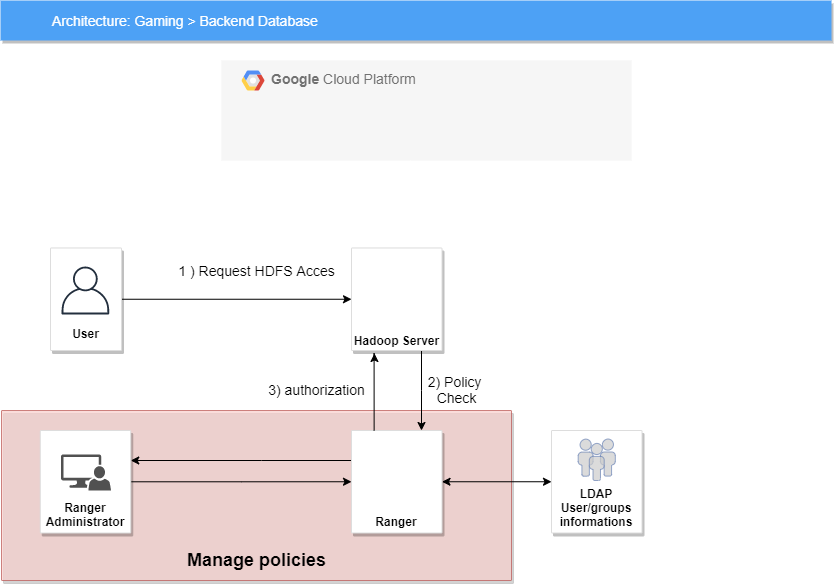 Architecture: Gaming > Backend Database
Google Cloud Platform
1 ) Request HDFS Acces
User
Hadoop Server
3) authorization
2) Policy
Check
Ranger
Administrator
Ranger
LDAP
User/groups
informations
Manage policies